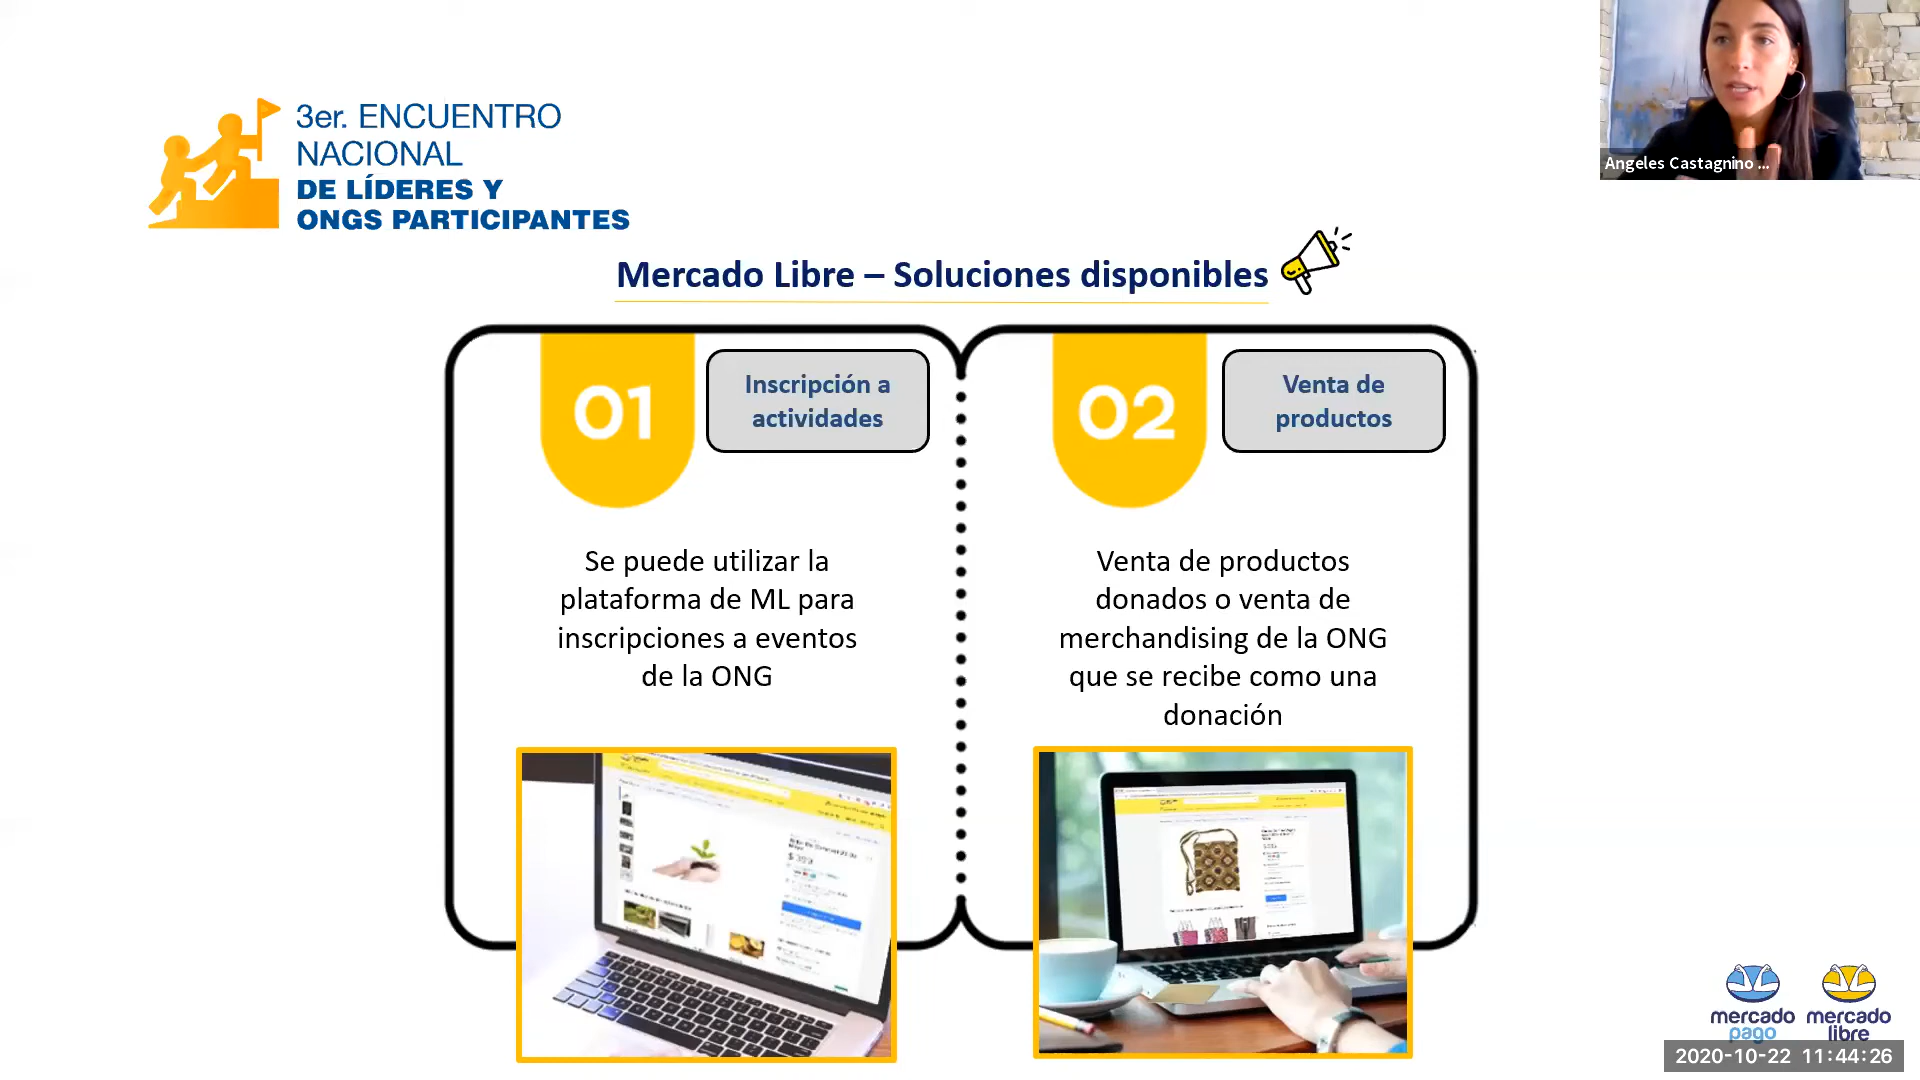 3er. ENCUENTRO
NACIONAL
DE LÍDERES Y
ONGS PARTICIPANTES
Angeles Castagnino ...
Mercado Libre – Soluciones disponibles
01
Inscripción a
actividades
Se puede utilizar la
plataforma de ML para
inscripciones a eventos
de la ONG
02
Venta de
productos
Venta de productos
donados o venta de
merchandising de la ONG
que se recibe como una
donación
mercado
pago
mercado
libre
2020-10-22 11:44:26